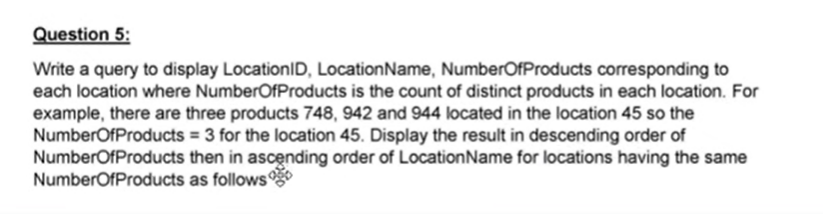 Question 5:
Write a query to display LocationID, LocationName, NumberOfProducts corresponding to
each location where NumberOfProducts is the count of distinct products in each location. For
example, there are three products 748, 942 and 944 located in the location 45 so the
NumberOfProducts = 3 for the location 45. Display the result in descending order of
NumberOfProducts then in ascending order of LocationName for locations having the same
NumberOfProducts as follows